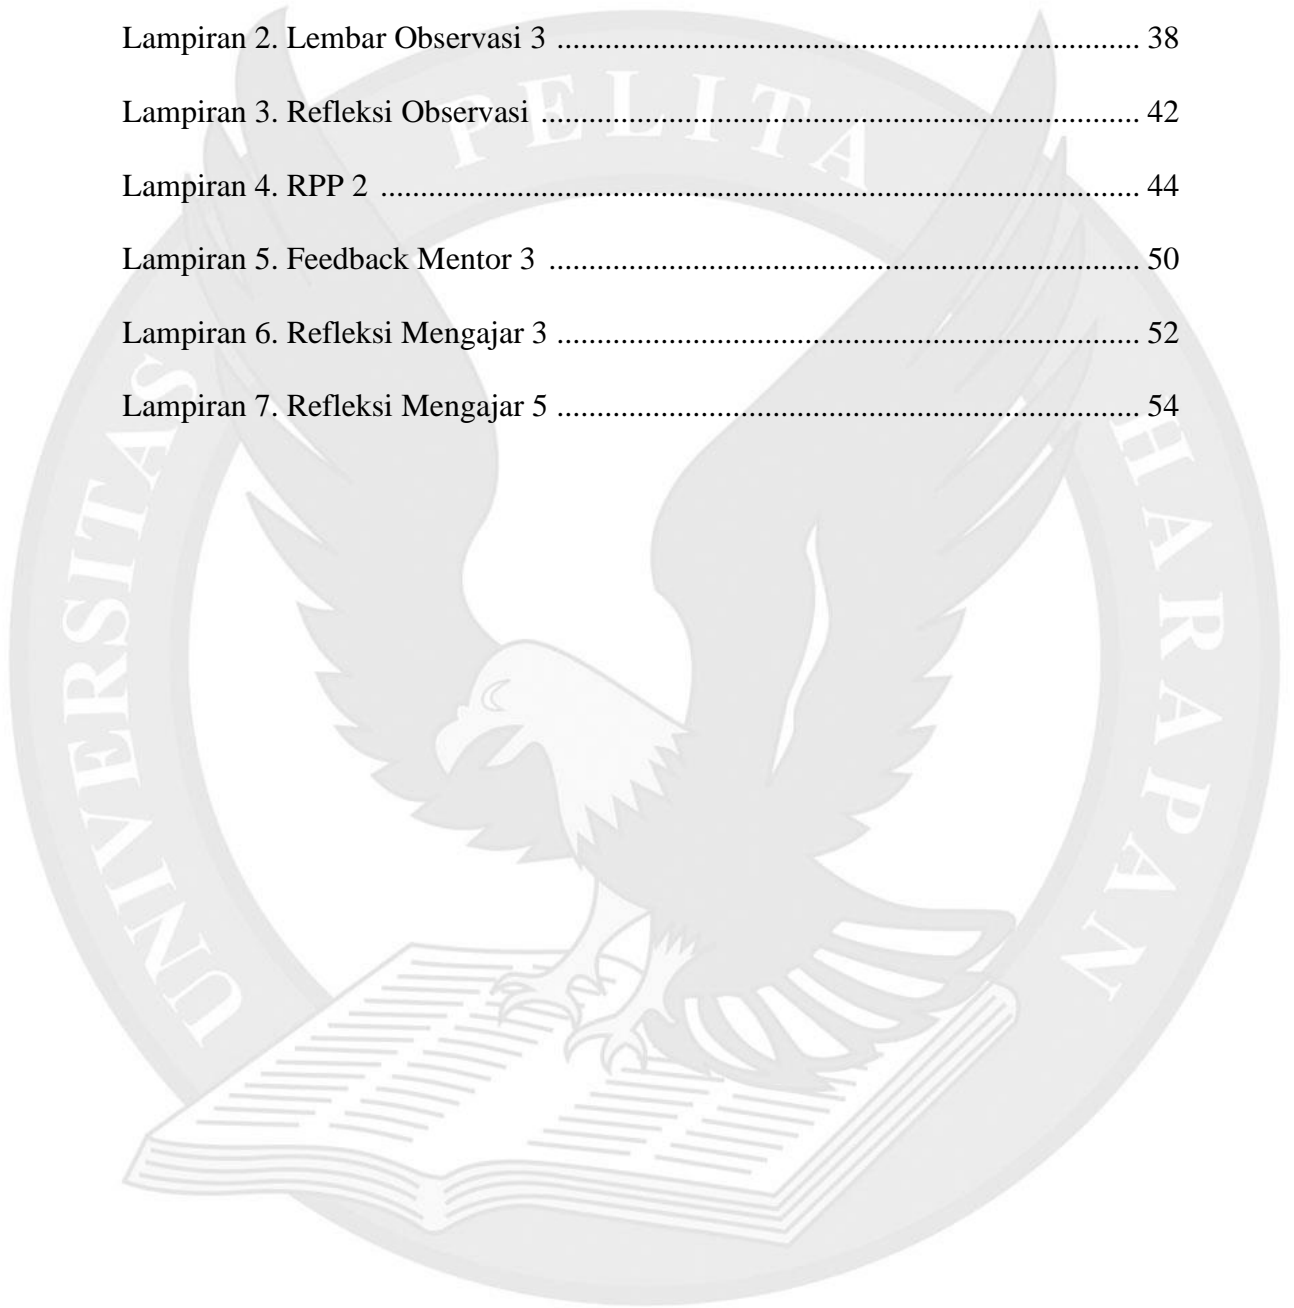 Lampiran 2. Lembar Observasi 3 ........................................................................ 38
Lampiran 3. Refleksi Observasi .......................................................................... 42
Lampiran 4. RPP 2 .............................................................................................. 44
Lampiran 5. Feedback Mentor 3 ......................................................................... 50
Lampiran 6. Refleksi Mengajar 3 ........................................................................ 52
Lampiran 7. Refleksi Mengajar 5 ........................................................................ 54
UNIVERSITAS PELITA HARAPAN